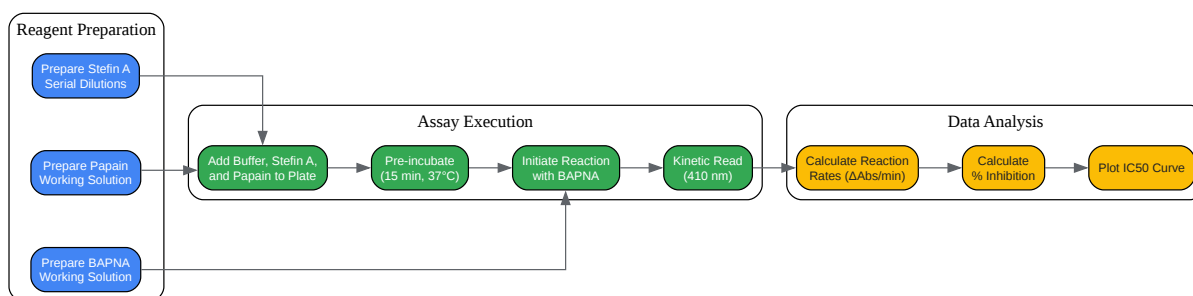 Reagent Preparation
Prepare Stefin A
Serial Dilutions
Prepare Papain
Working Solution
Prepare BAPNA
Working Solution
Assay Execution
Add Buffer, Stefin A,
and Papain to Plate
Pre-incubate
(15 min, 37°C)
Initiate Reaction
with BAPNA
Kinetic Read
(410 nm)
Data Analysis
Calculate Reaction
Rates (ΔAbs/min)
Calculate
% Inhibition
Plot IC50 Curve